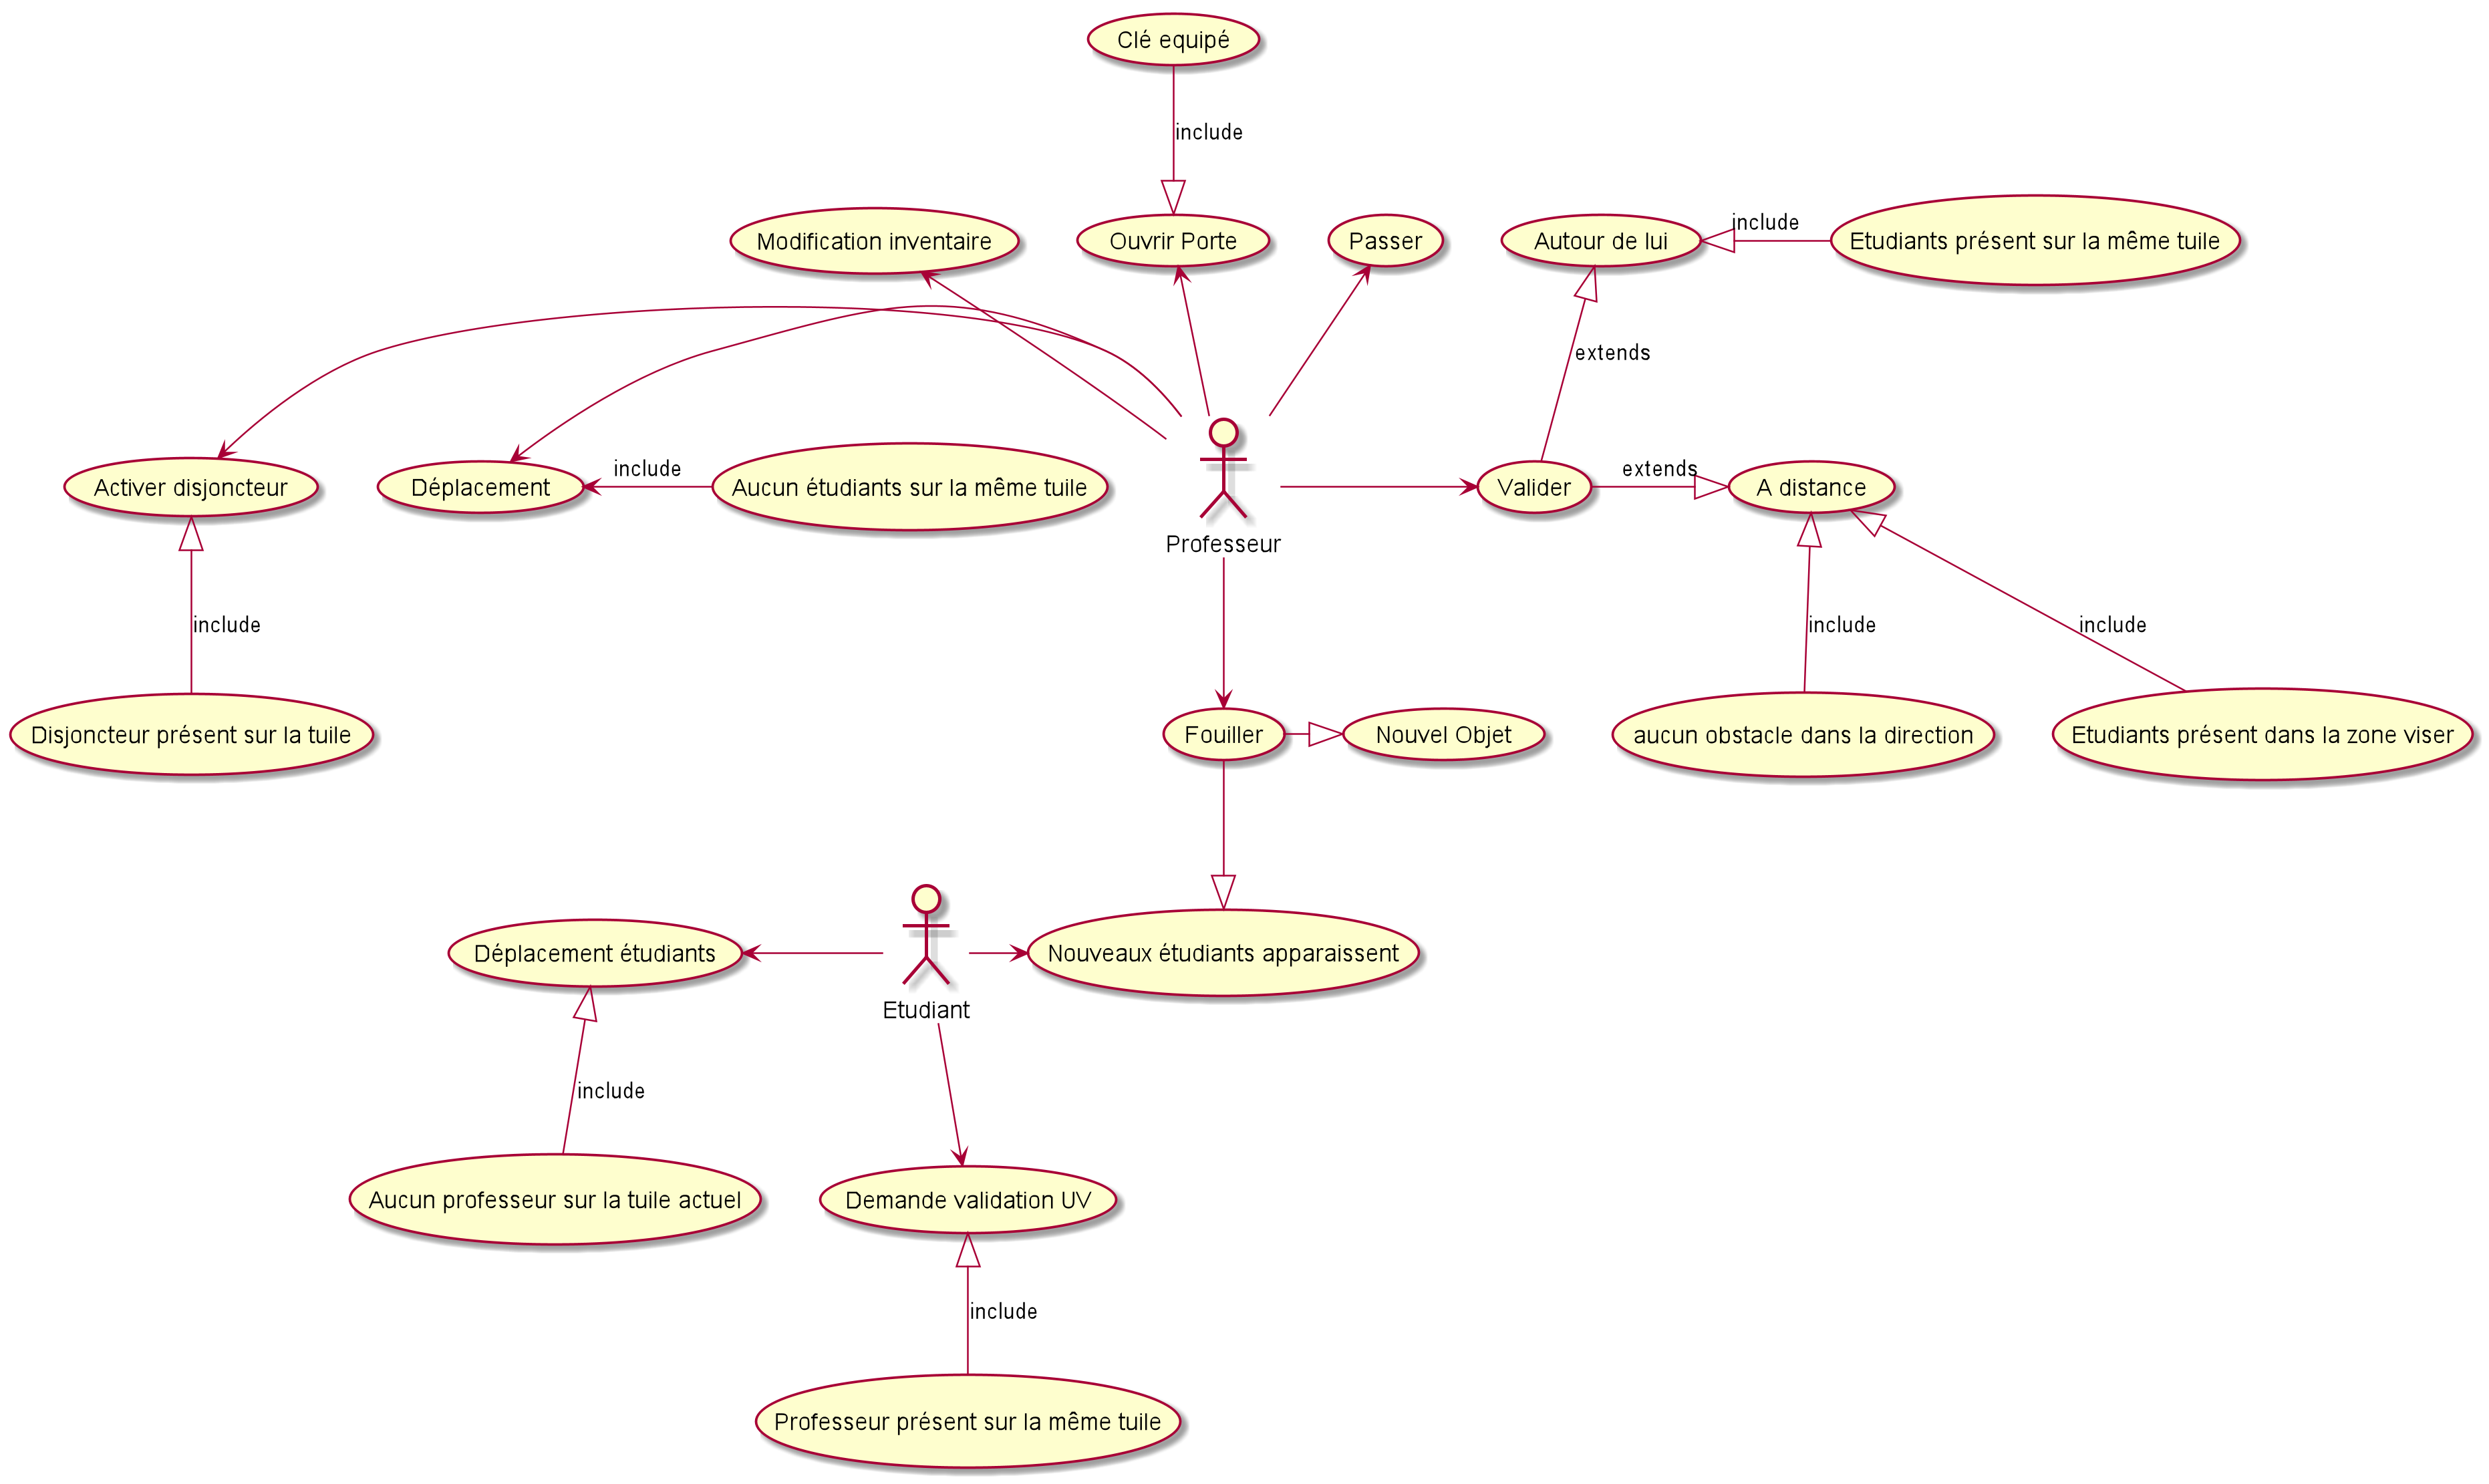 Clé equipé
include
Modification inventaire
Ouvrir Porte
Passer
Autour de lui
include
Etudiants présent sur la même tuile
extends
Activer disjoncteur
Déplacement
include
Aucun étudiants sur la même tuile
Professeur
Valider
extends
A distance
include
include
include
Disjoncteur présent sur la tuile
Fouiller
Nouvel Objet
aucun obstacle dans la direction
Etudiants présent dans la zone viser
Déplacement étudiants
Etudiant
Nouveaux étudiants apparaissent
include
Aucun professeur sur la tuile actuel
Demande validation UV
include
Professeur présent sur la même tuile